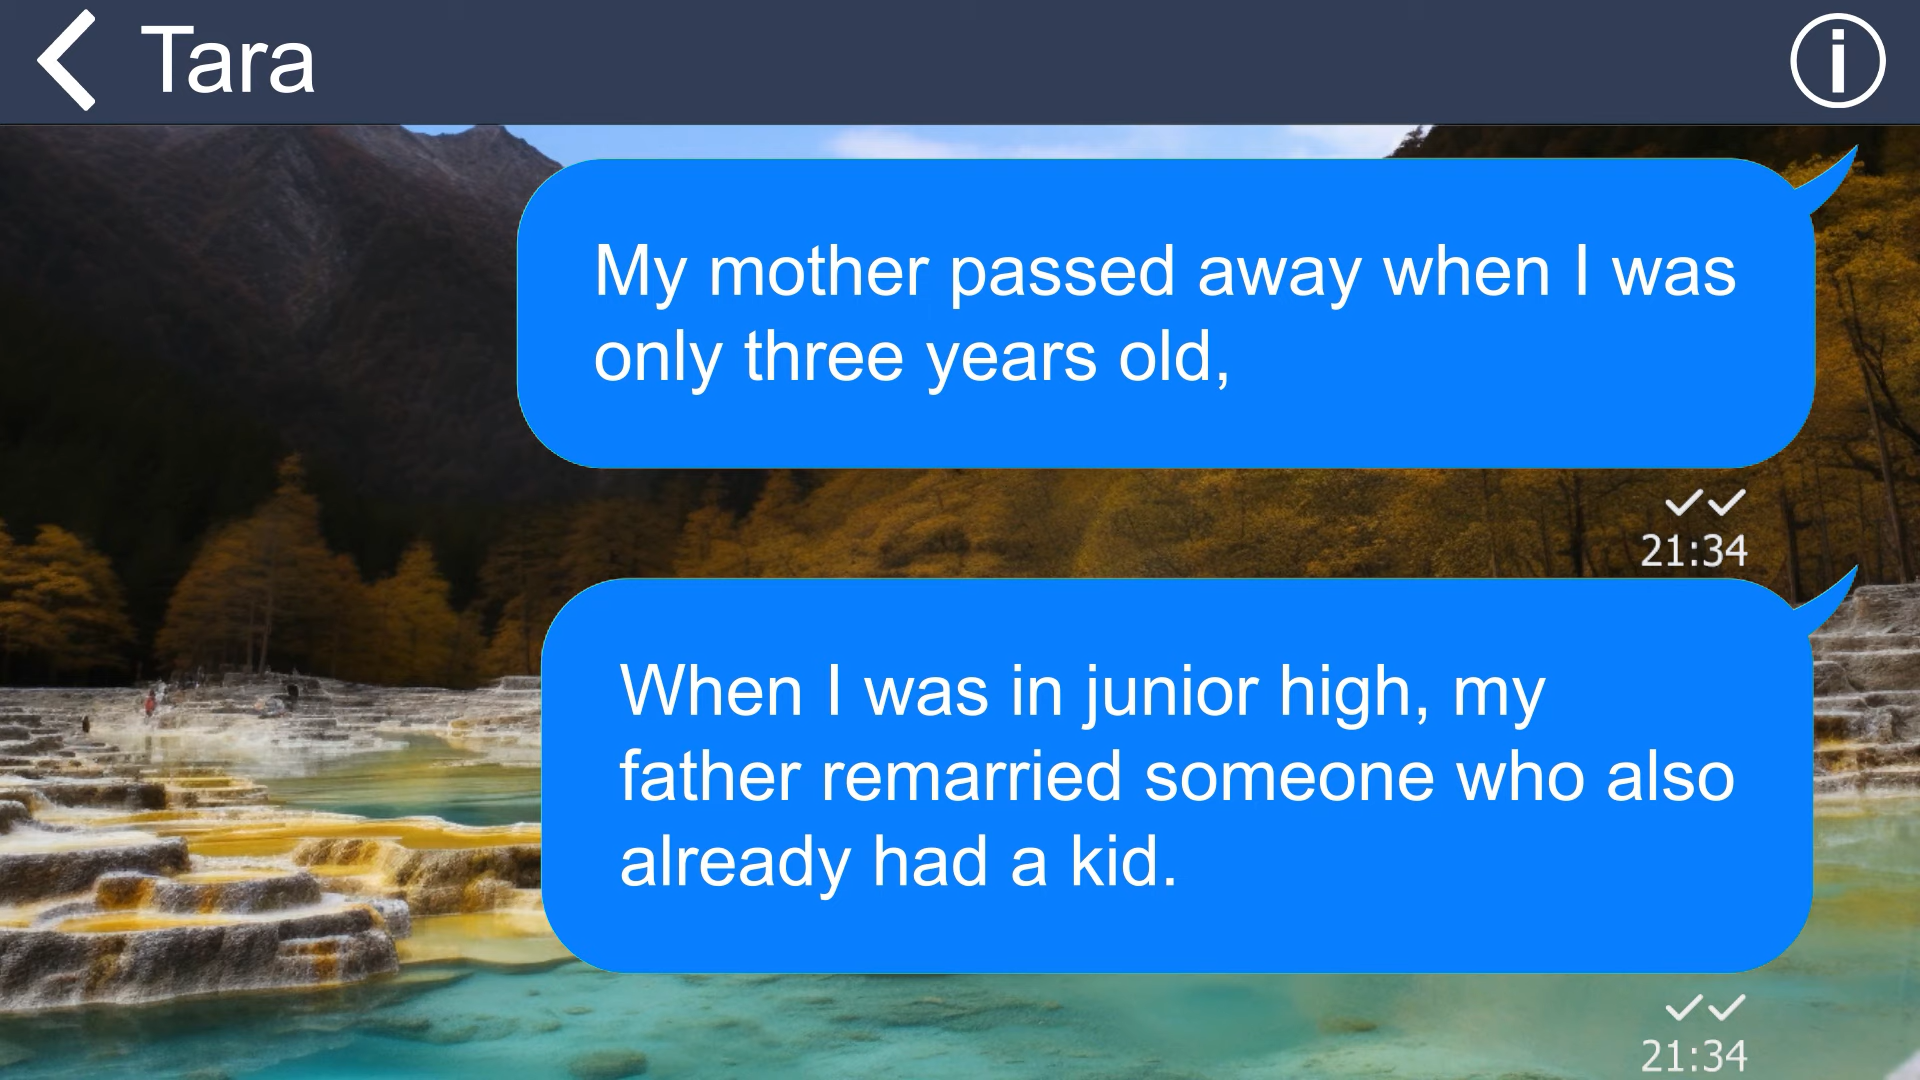 Tara
My mother passed away when I was
only three years old,
21:34
When I was in junior high, my
father remarried someone who also
already had a kid.
21:34